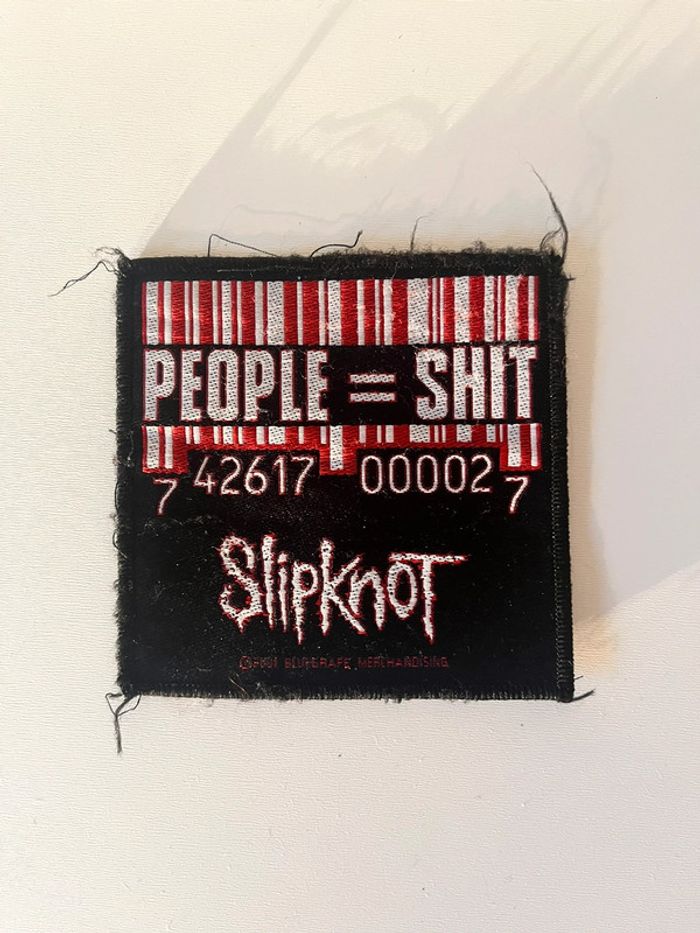 PEOPLE = SHIT
7 42617 00002 7
SlipknoT
©2001 BLUEGRAPE MERCHANDISING